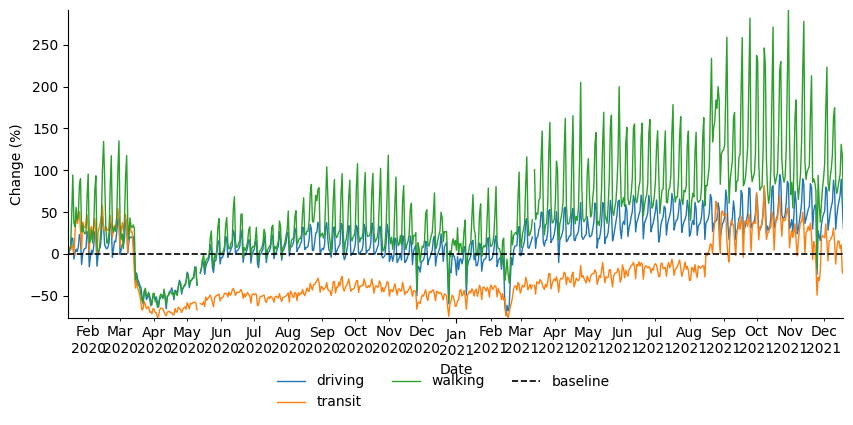 Change (%)
250
200
150
100
50
0
−50
Feb Mar Apr May Jun Jul Aug Sep Oct Nov Dec Jan Feb Mar Apr May Jun Jul Aug Sep Oct Nov Dec
2020 2020 2020 2020 2020 2020 2020 2020 2020 2020 2020 2021 2021 2021 2021 2021 2021 2021 2021 2021 2021 2021 2021
Date
driving walking baseline
transit